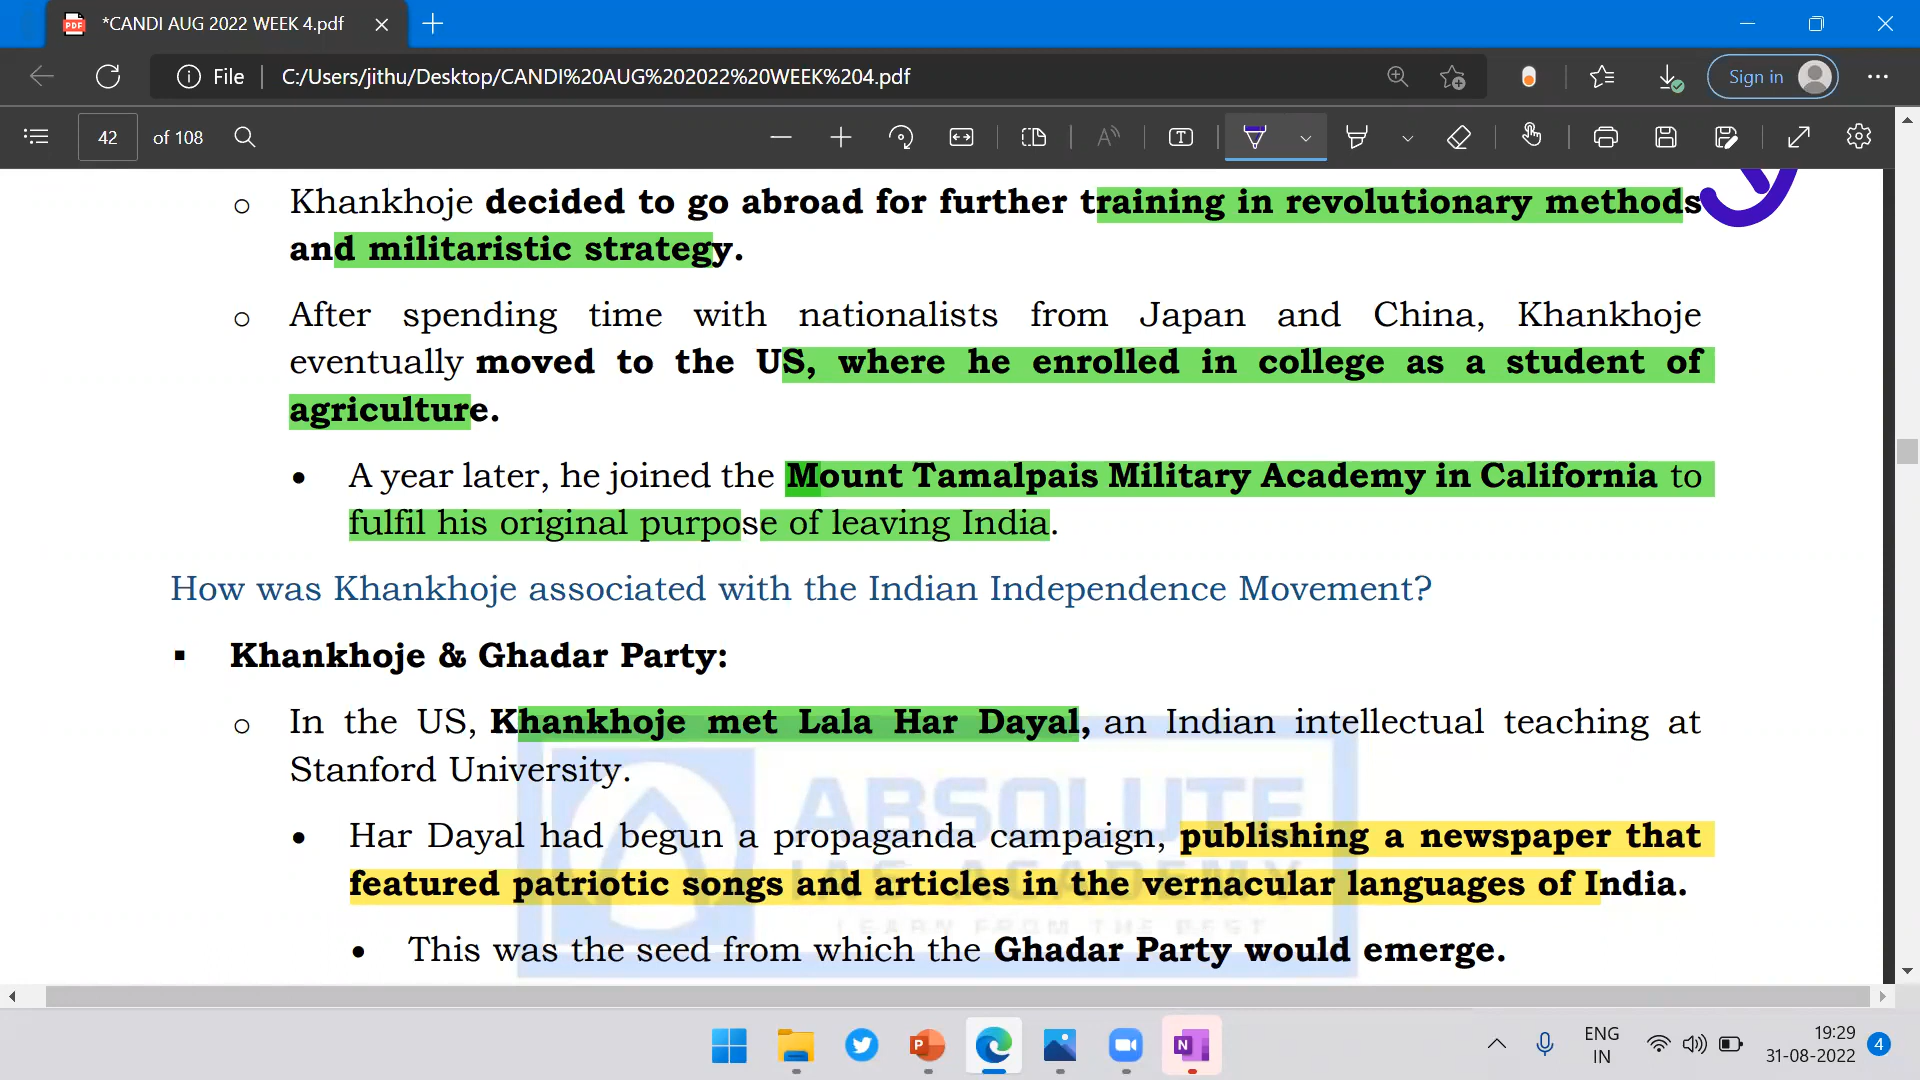 *CANDI AUG 2022 WEEK 4.pdf
File C:/Users/jithu/Desktop/CANDI%20AUG%202022%20WEEK%204.pdf Sign in
42 of 108
○ Khankhoje decided to go abroad for further training in revolutionary methods
and militaristic strategy.
○ After spending time with nationalists from Japan and China, Khankhoje
eventually moved to the US, where he enrolled in college as a student of
agriculture.
• A year later, he joined the Mount Tamalpais Military Academy in California to
fulfil his original purpose of leaving India.
How was Khankhoje associated with the Indian Independence Movement?
▪ Khankhoje & Ghadar Party:
○ In the US, Khankhoje met Lala Har Dayal, an Indian intellectual teaching at
Stanford University.
• Har Dayal had begun a propaganda campaign, publishing a newspaper that
featured patriotic songs and articles in the vernacular languages of India.
• This was the seed from which the Ghadar Party would emerge.
ABSOLUTE
IAS ACADEMY
LEARN FROM THE BEST
ENG
IN
19:29
31-08-2022
4